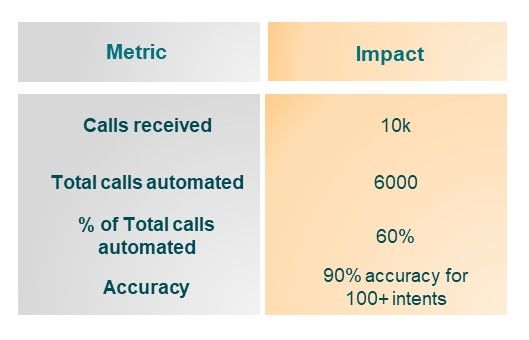 Metric
Impact
Calls received
10k
Total calls automated
6000
% of Total calls
automated
60%
Accuracy
90% accuracy for
100+ intents